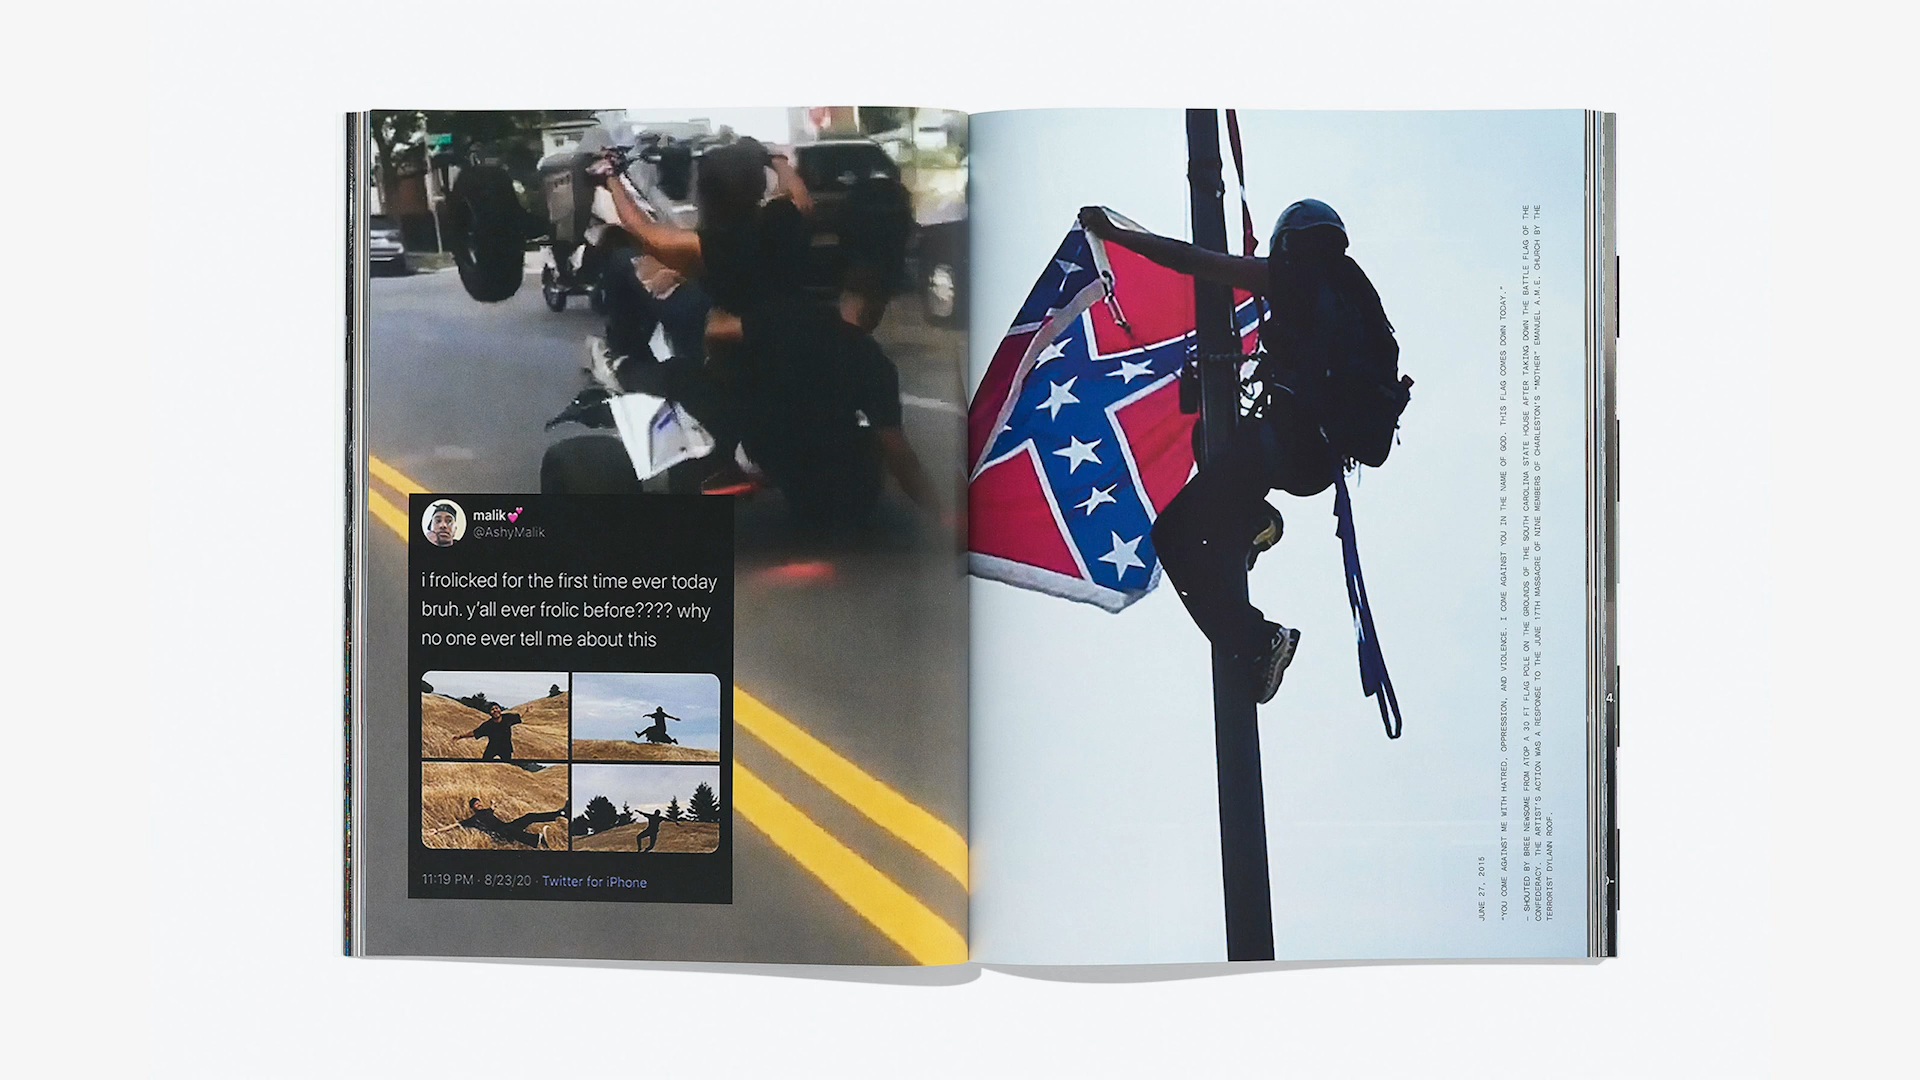 malik💕
@AshyMalik
i frolicked for the first time ever today
bruh. y'all ever frolic before???? why
no one ever tell me about this
11:19 PM · 8/23/20 · Twitter for iPhone
JUNE 27, 2015
"YOU COME AGAINST ME WITH HATRED, OPPRESSION, AND VIOLENCE. I COME AGAINST YOU IN THE NAME OF GOD. THIS FLAG COMES DOWN TODAY."
– SHOUTED BY BREE NEWSOME FROM ATOP A 30 FT FLAG POLE ON THE GROUNDS OF THE SOUTH CAROLINA STATE HOUSE AFTER TAKING DOWN THE BATTLE FLAG OF THE
CONFEDERACY. THE ARTIST'S ACTION WAS A RESPONSE TO THE JUNE 17TH MASSACRE OF NINE MEMBERS OF CHARLESTON'S "MOTHER" EMANUEL A.M.E. CHURCH BY THE
TERRORIST DYLANN ROOF.